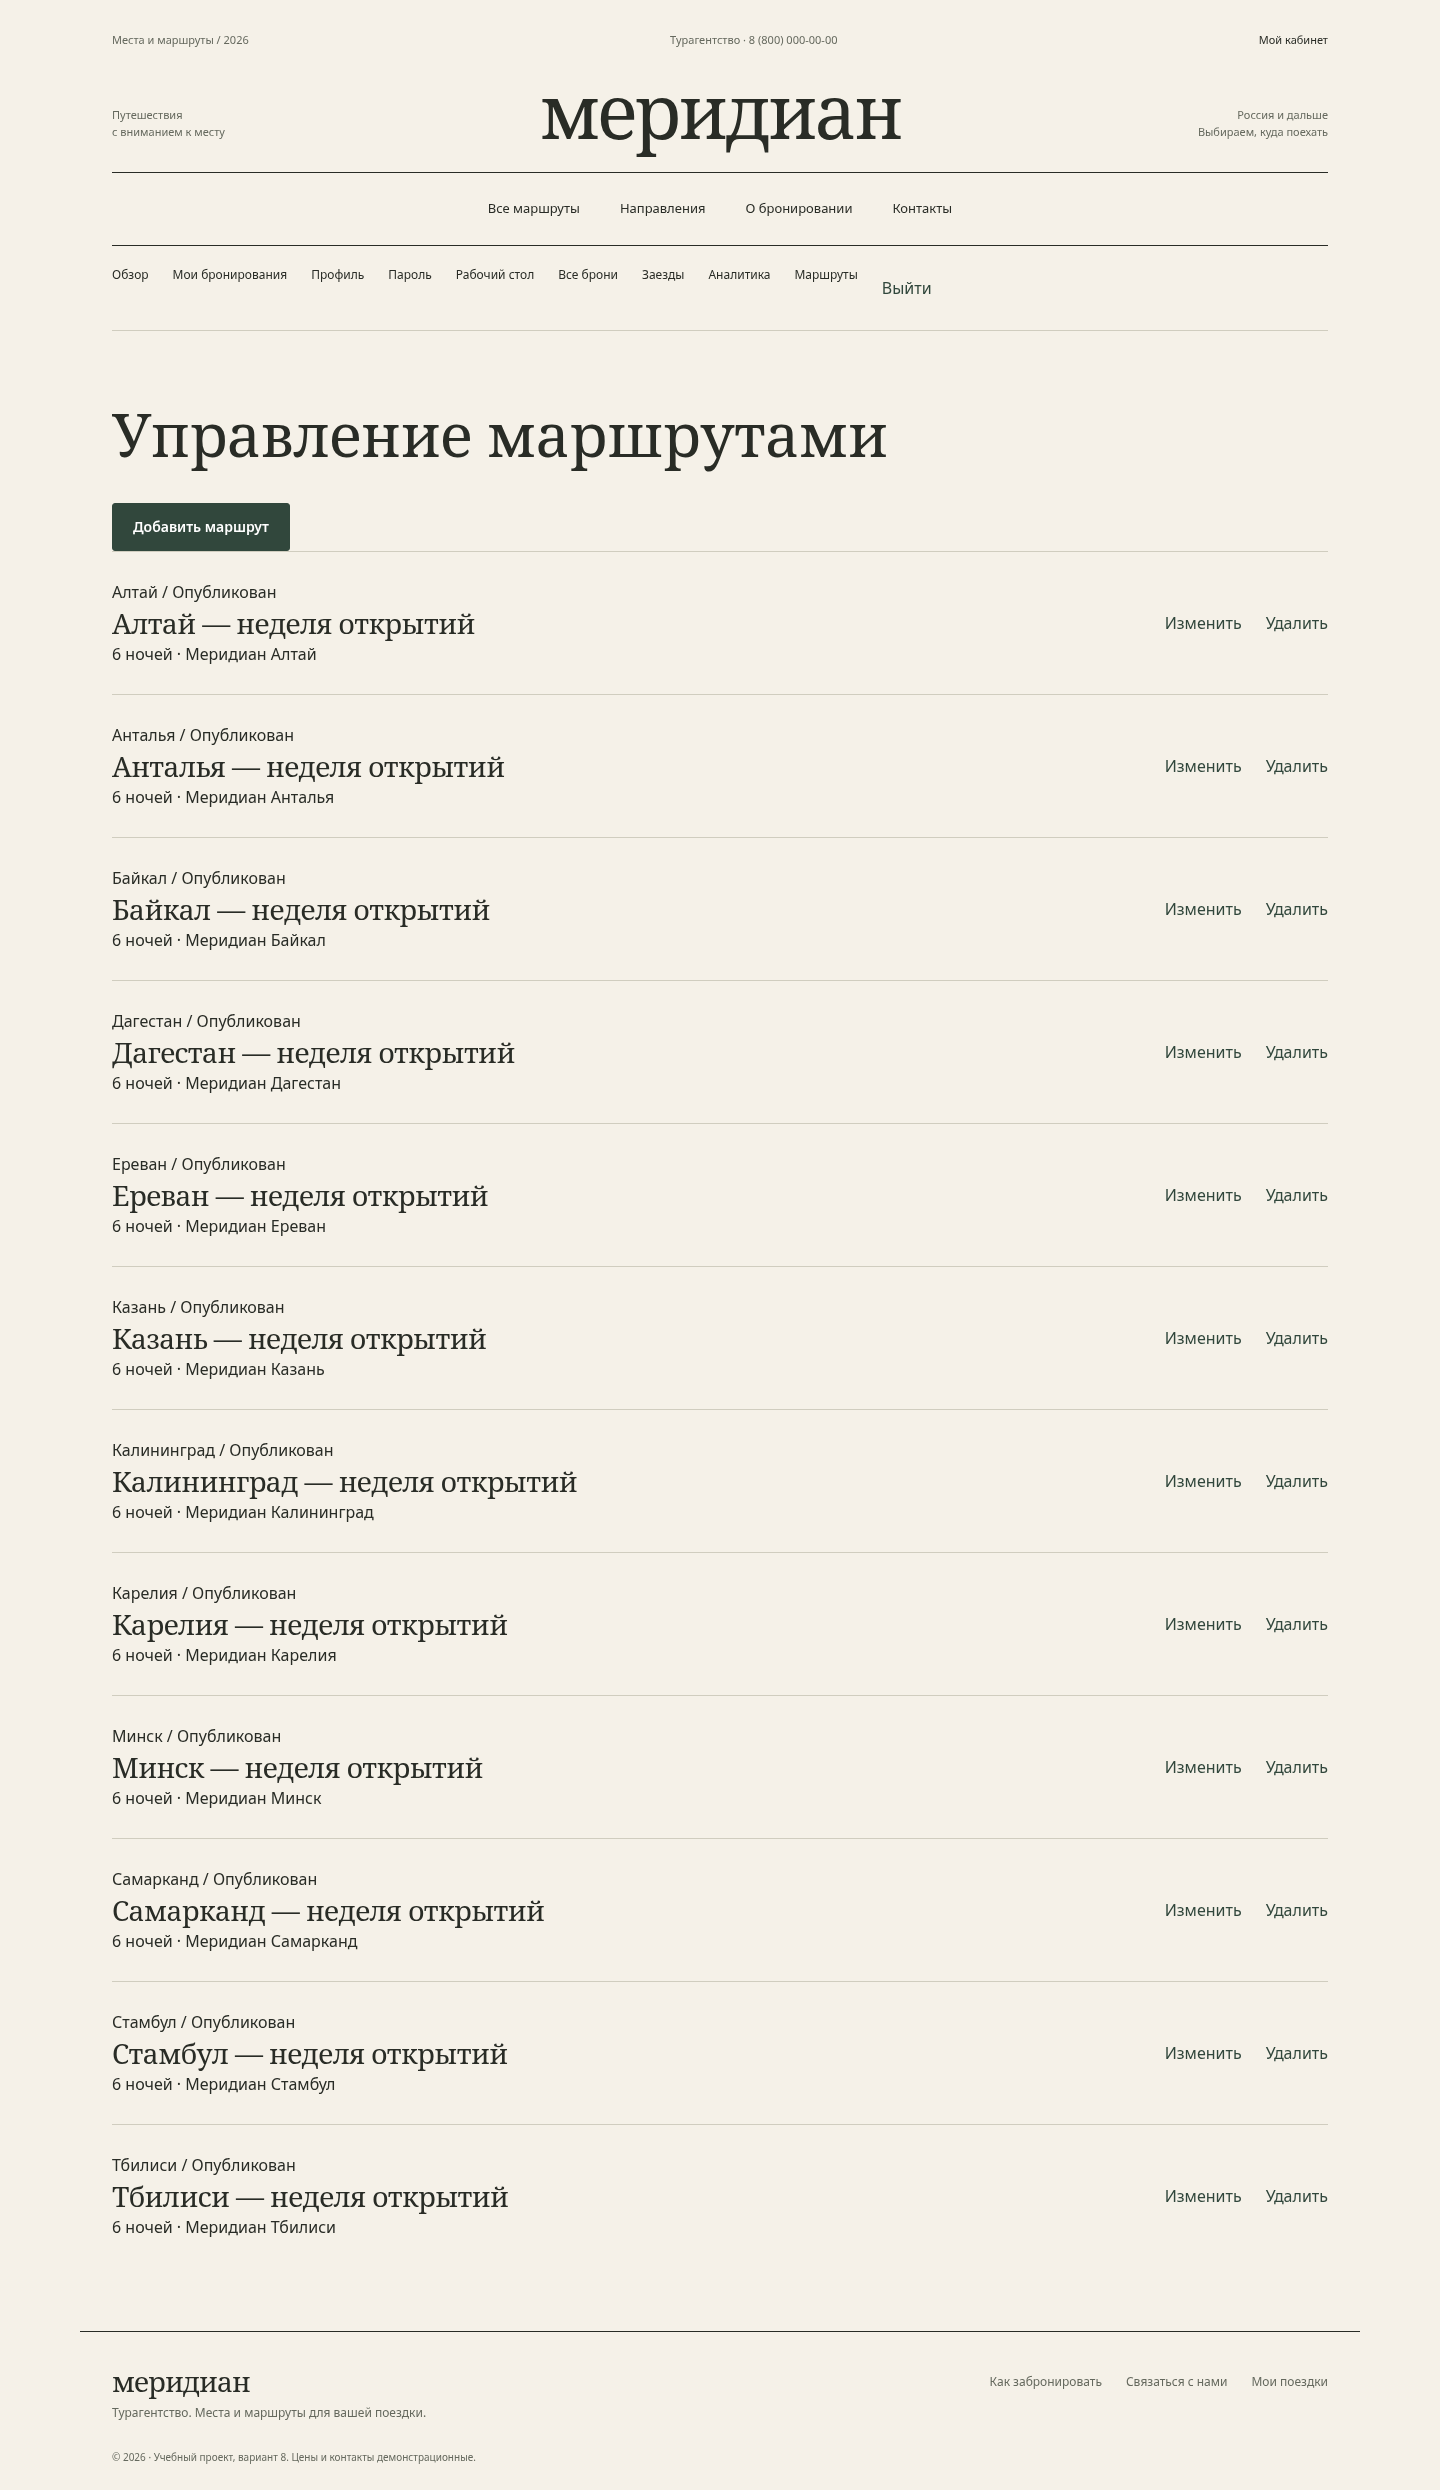 Места и маршруты / 2026
Турагентство · 8 (800) 000-00-00
Мой кабинет
Путешествия
с вниманием к месту
меридиан
Россия и дальше
Выбираем, куда поехать
Все маршруты Направления О бронировании Контакты
Обзор Мои бронирования Профиль Пароль Рабочий стол Все брони Заезды Аналитика Маршруты Выйти
Управление маршрутами
Добавить маршрут
Алтай / Опубликован
Алтай — неделя открытий
6 ночей · Меридиан Алтай
Изменить Удалить
Анталья / Опубликован
Анталья — неделя открытий
6 ночей · Меридиан Анталья
Изменить Удалить
Байкал / Опубликован
Байкал — неделя открытий
6 ночей · Меридиан Байкал
Изменить Удалить
Дагестан / Опубликован
Дагестан — неделя открытий
6 ночей · Меридиан Дагестан
Изменить Удалить
Ереван / Опубликован
Ереван — неделя открытий
6 ночей · Меридиан Ереван
Изменить Удалить
Казань / Опубликован
Казань — неделя открытий
6 ночей · Меридиан Казань
Изменить Удалить
Калининград / Опубликован
Калининград — неделя открытий
6 ночей · Меридиан Калининград
Изменить Удалить
Карелия / Опубликован
Карелия — неделя открытий
6 ночей · Меридиан Карелия
Изменить Удалить
Минск / Опубликован
Минск — неделя открытий
6 ночей · Меридиан Минск
Изменить Удалить
Самарканд / Опубликован
Самарканд — неделя открытий
6 ночей · Меридиан Самарканд
Изменить Удалить
Стамбул / Опубликован
Стамбул — неделя открытий
6 ночей · Меридиан Стамбул
Изменить Удалить
Тбилиси / Опубликован
Тбилиси — неделя открытий
6 ночей · Меридиан Тбилиси
Изменить Удалить
меридиан
Турагентство. Места и маршруты для вашей поездки.
Как забронировать Связаться с нами Мои поездки
© 2026 · Учебный проект, вариант 8. Цены и контакты демонстрационные.